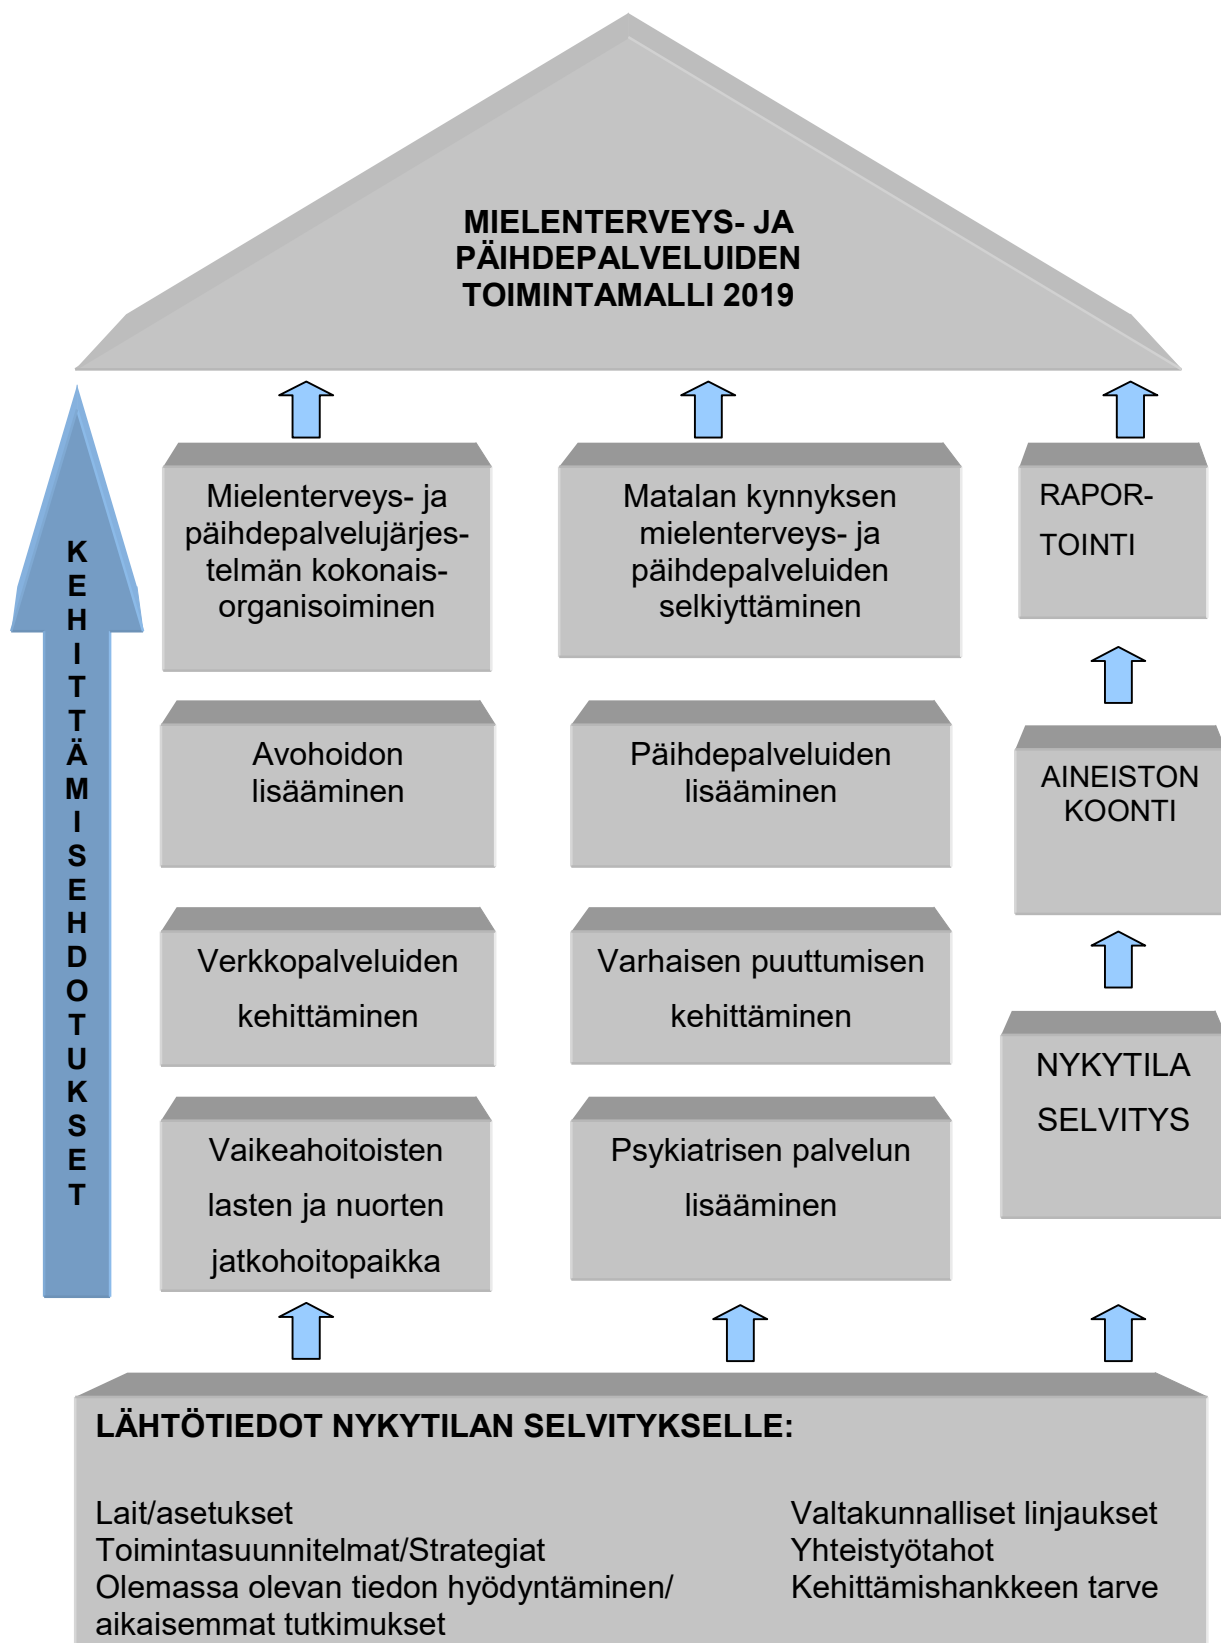 MIELENTERVEYS- JA
PÄIHDEPALVELUIDEN
TOIMINTAMALLI 2019
KEHITTÄMISEHDOTUKSET
Mielenterveys- ja
päihdepalvelujärjes-
telmän kokonais-
organisoiminen
Matalan kynnyksen
mielenterveys- ja
päihdepalveluiden
selkiyttäminen
RAPOR-
TOINTI
Avohoidon
lisääminen
Päihdepalveluiden
lisääminen
AINEISTON
KOONTI
Verkkopalveluiden
kehittäminen
Varhaisen puuttumisen
kehittäminen
NYKYTILA
SELVITYS
Vaikeahoitoisten
lasten ja nuorten
jatkohoitopaikka
Psykiatrisen palvelun
lisääminen
LÄHTÖTIEDOT NYKYTILAN SELVITYKSELLE:
Lait/asetukset
Toimintasuunnitelmat/Strategiat
Olemassa olevan tiedon hyödyntäminen/
aikaisemmat tutkimukset
Valtakunnalliset linjaukset
Yhteistyötahot
Kehittämishankkeen tarve